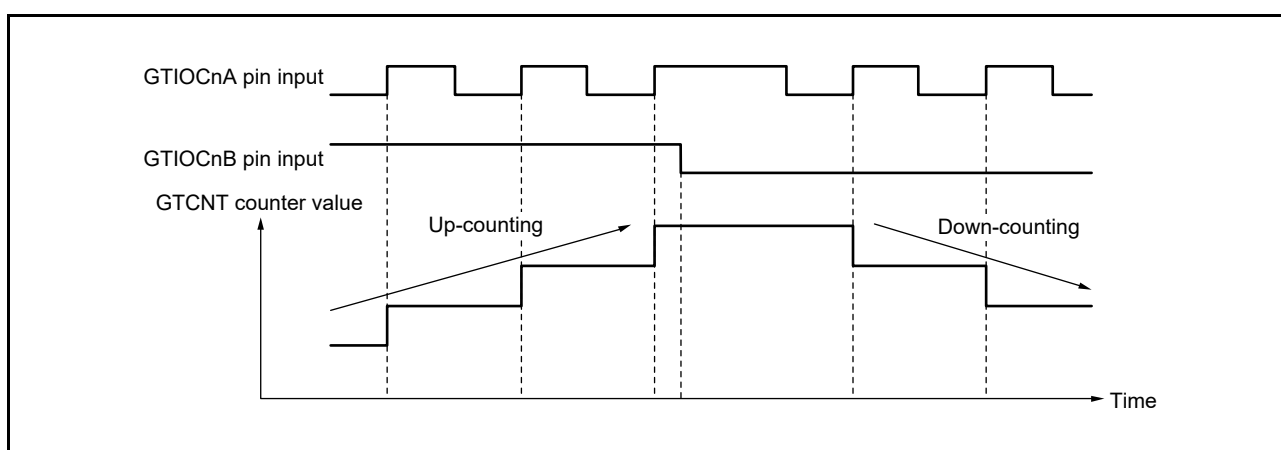 GTIOCnA pin input
GTIOCnB pin input
GTCNT counter value
Up-counting
Down-counting
Time